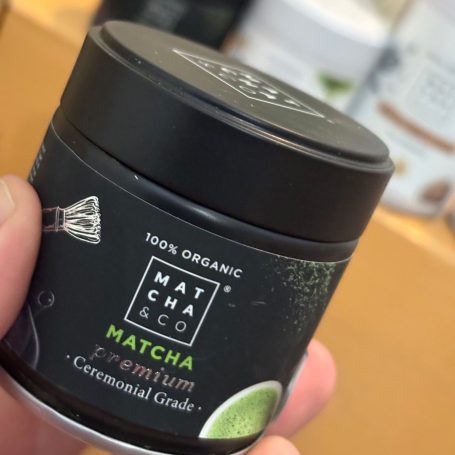 100% ORGANIC
MAT
CHA
& CO
®
MATCHA
premium
· Ceremonial Grade ·